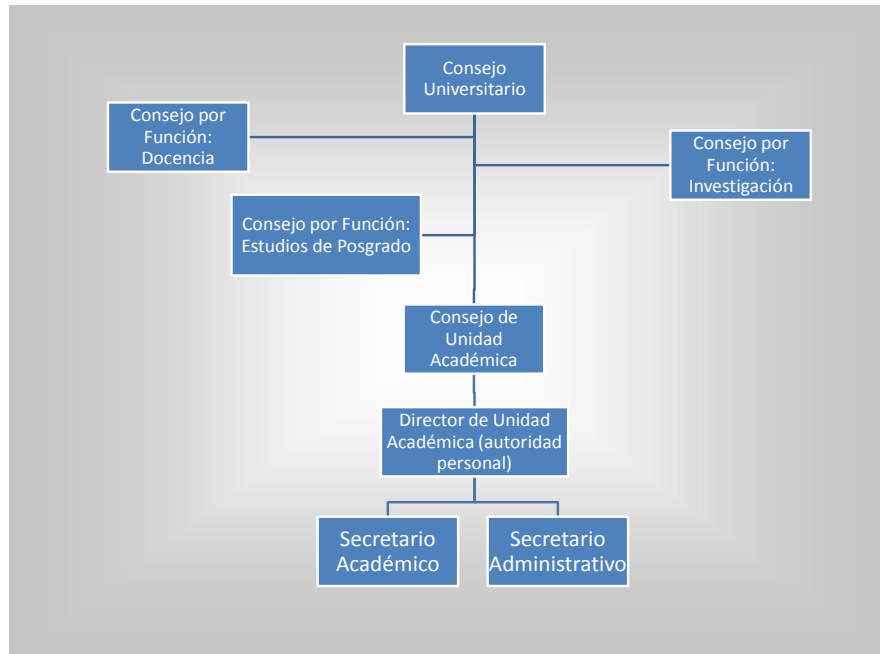 Consejo
Universitario
Consejo por
Función:
Docencia
Consejo por
Función:
Investigación
Consejo por Función:
Estudios de Posgrado
Consejo de
Unidad
Académica
Director de Unidad
Académica (autoridad
personal)
Secretario
Académico
Secretario
Administrativo